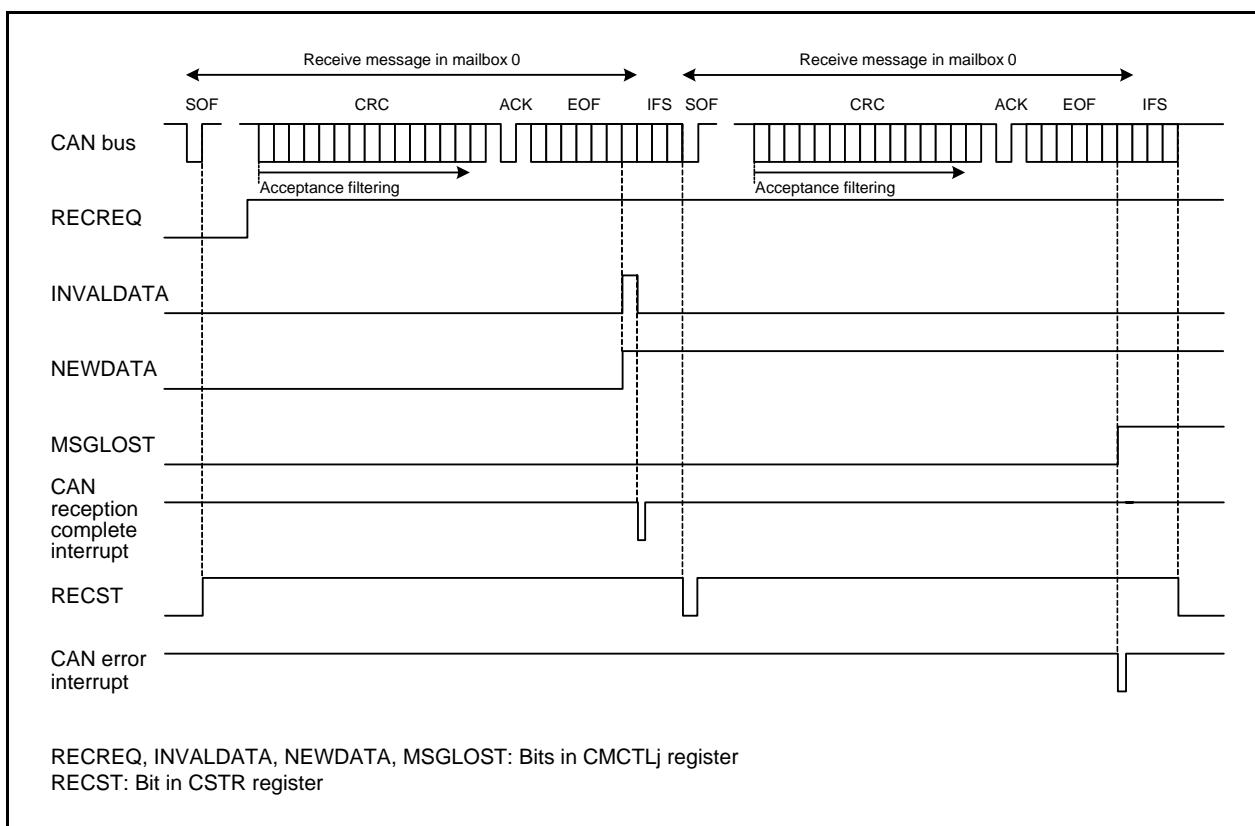 Receive message in mailbox 0 Receive message in mailbox 0
SOF CRC ACK EOF IFS SOF CRC ACK EOF IFS
CAN bus
Acceptance filtering Acceptance filtering
RECREQ
INVALDATA
NEWDATA
MSGLOST
CAN
reception
complete
interrupt
RECST
CAN error
interrupt
RECREQ, INVALDATA, NEWDATA, MSGLOST: Bits in CMCTLj register
RECST: Bit in CSTR register